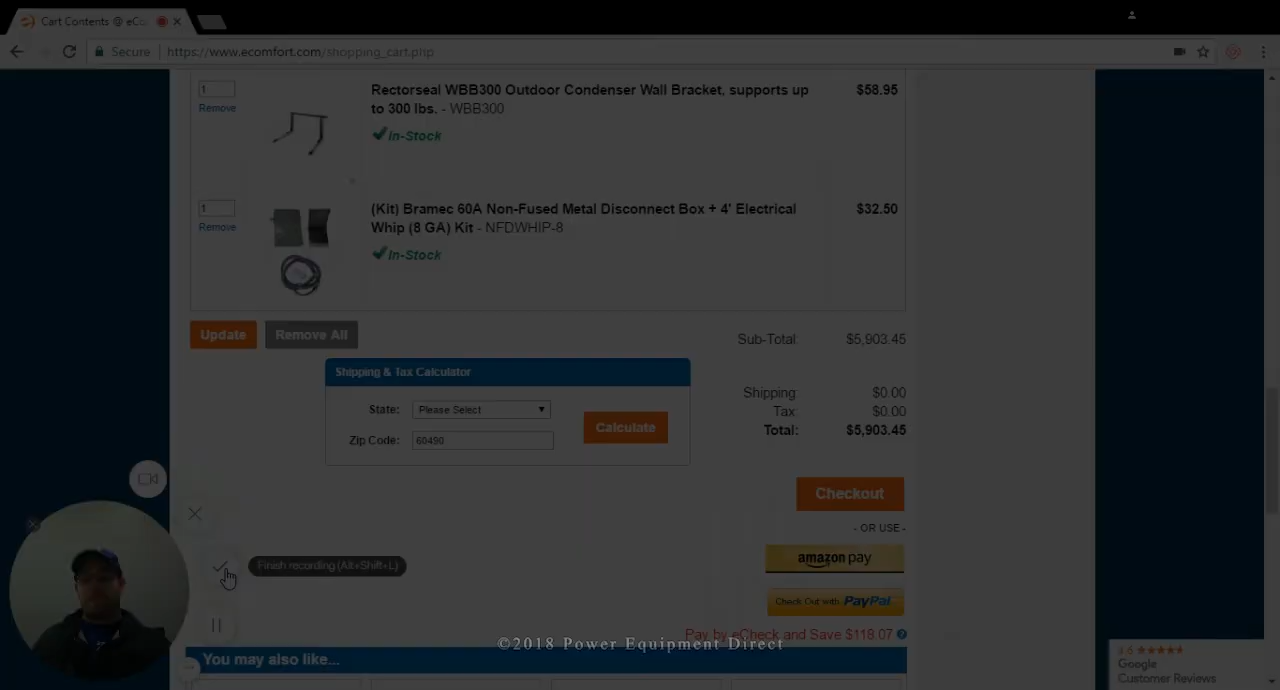 Cart Contents @ eCo
Secure
https://www.ecomfort.com/shopping_cart.php
1
Remove
Rectorseal WBB300 Outdoor Condenser Wall Bracket, supports up
to 300 lbs. - WBB300
In-Stock
$58.95
1
Remove
(Kit) Bramec 60A Non-Fused Metal Disconnect Box + 4' Electrical
Whip (8 GA) Kit - NFDWHIP-8
In-Stock
$32.50
Update
Remove All
Sub-Total:
$5,903.45
Shipping & Tax Calculator
State:
Please Select
Zip Code:
60490
Calculate
Shipping:
$0.00
Tax:
$0.00
Total:
$5,903.45
Checkout
- OR USE -
amazon pay
Check Out with PayPal
Finish recording (Alt+Shift+L)
Pay by eCheck and Save $118.07
©2018 Power Equipment Direct
You may also like...
Google
Customer Reviews